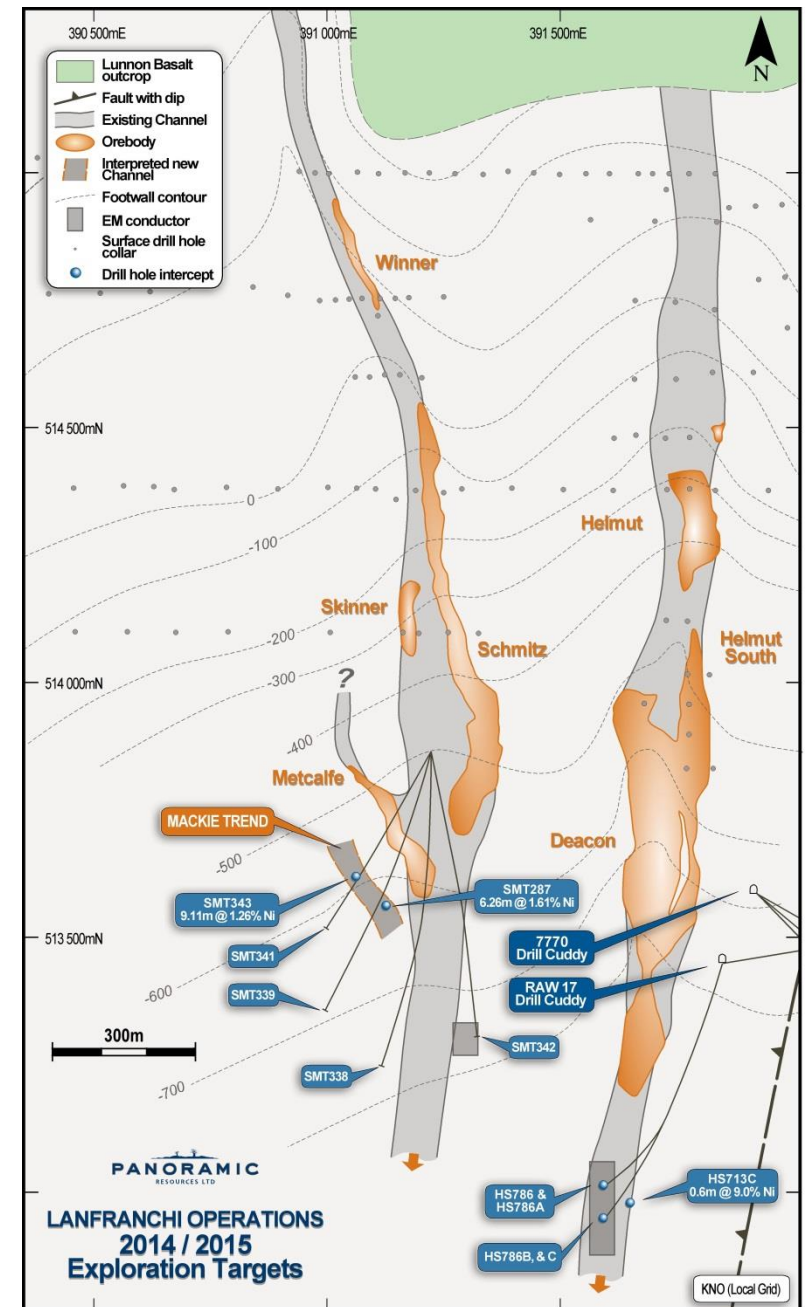 390 500mE
391 000mE
391 500mE
Lunnon Basalt
outcrop
Fault with dip
Existing Channel
Orebody
Interpreted new
Channel
Footwall contour
EM conductor
Surface drill hole
collar
Drill hole intercept
N
Winner
514 500mN
0
-100
Helmut
Skinner
-200
Schmitz
Helmut
South
514 000mN
-300
?
-400
Metcalfe
MACKIE TREND
Deacon
-500
SMT343
9.11m @ 1.26% Ni
SMT287
6.26m @ 1.61% Ni
513 500mN
SMT341
7770
Drill Cuddy
RAW 17
Drill Cuddy
-600
SMT339
300m
SMT342
SMT338
-700
PANORAMIC
RESOURCES LTD
HS786 &
HS786A
HS713C
0.6m @ 9.0% Ni
LANFRANCHI OPERATIONS
2014 / 2015
Exploration Targets
HS786B, & C
KNO (Local Grid)